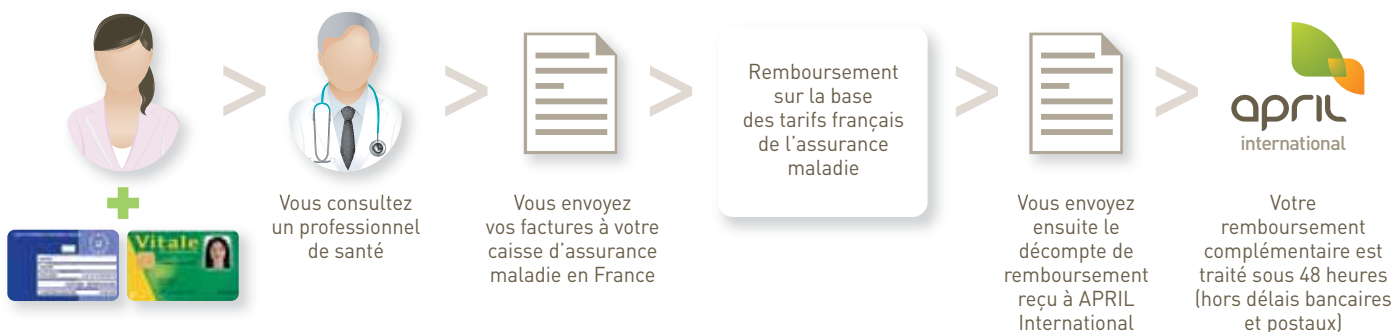 Vitale
Vous consultez
un professionnel
de santé
Vous envoyez
vos factures à votre
caisse d'assurance
maladie en France
Remboursement
sur la base
des tarifs français
de l'assurance
maladie
Vous envoyez
ensuite le
décompte de
remboursement
reçu à APRIL
International
april
international
Votre
remboursement
complémentaire est
traité sous 48 heures
(hors délais bancaires
et postaux)